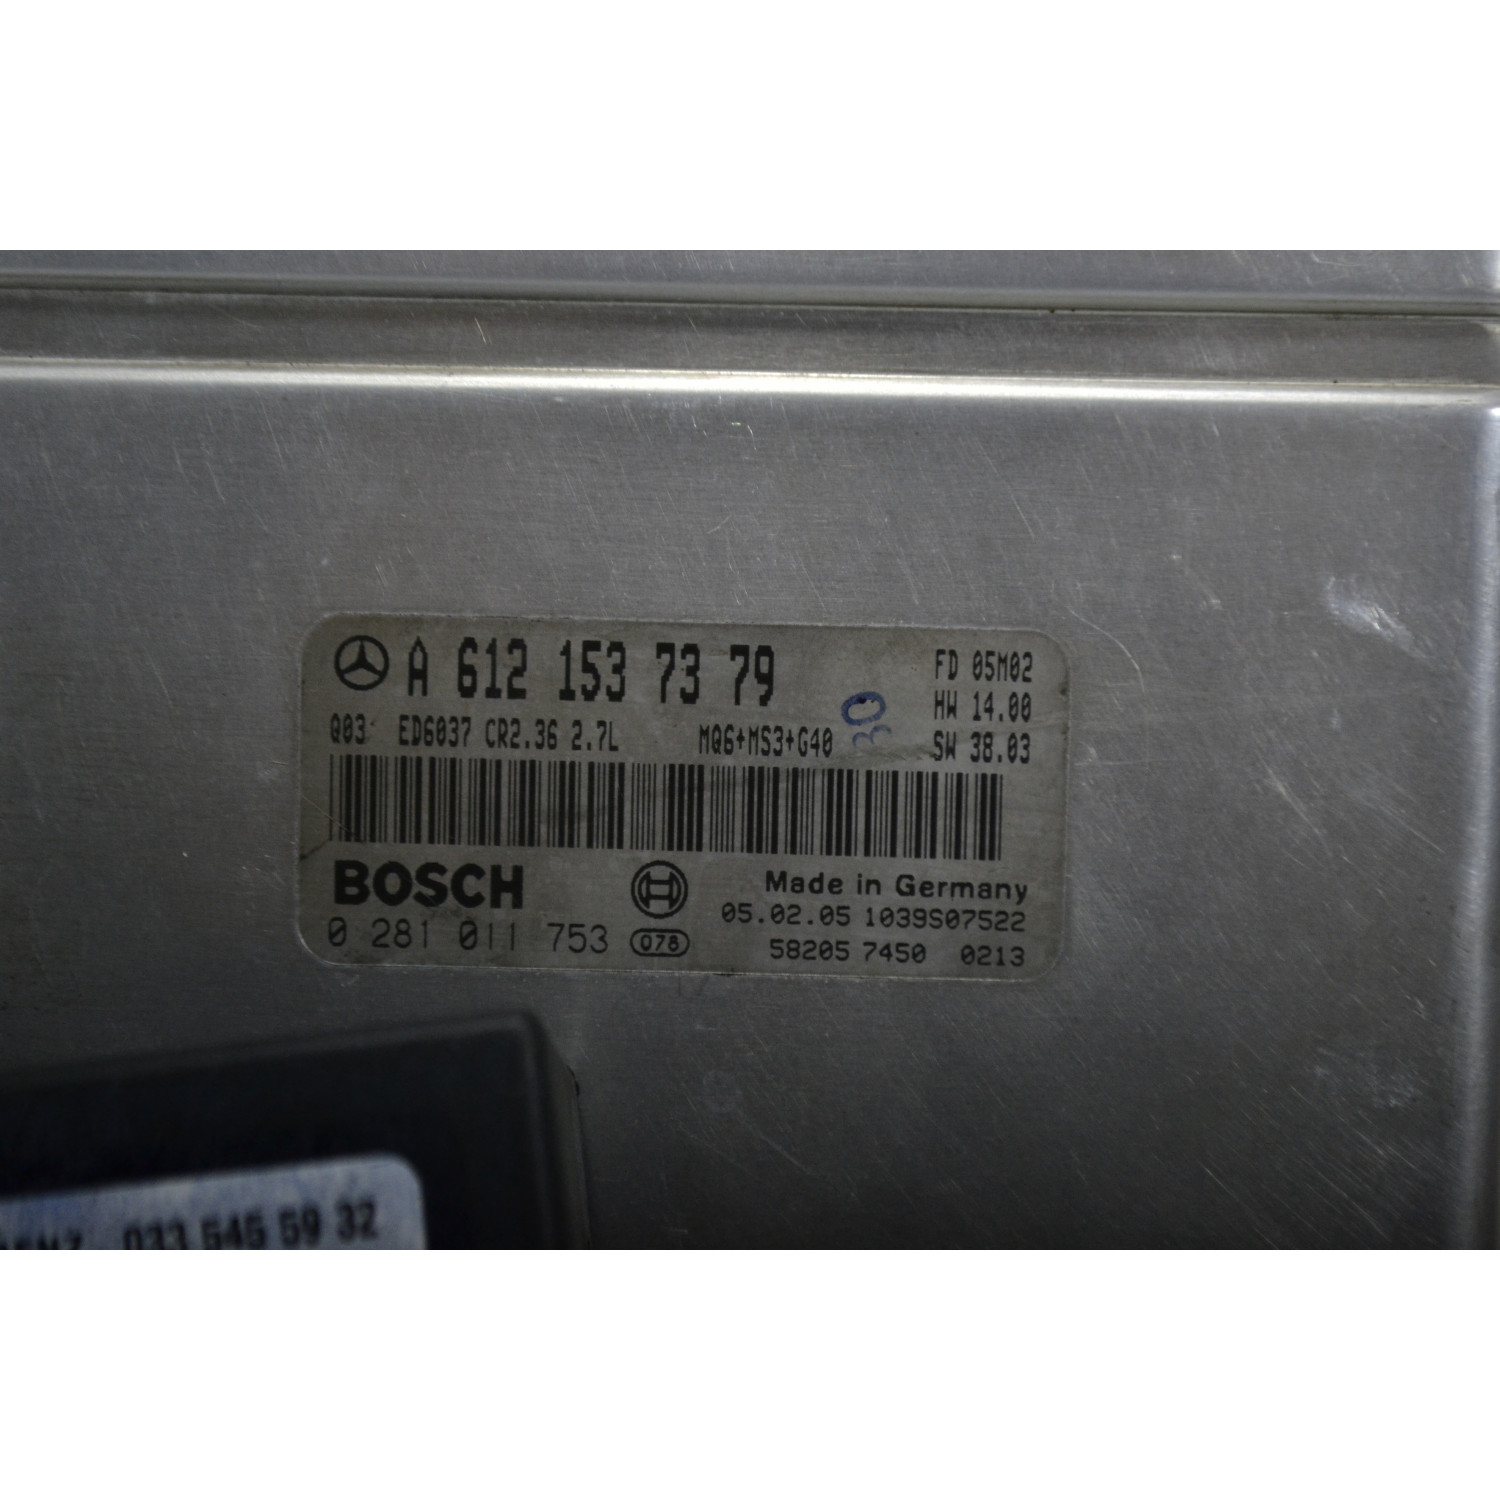 A 612 153 73 79
FD 05M02
HW 14.00
SW 38.03
Q03 ED6037 CR2.36 2.7L MQ6+MS3+G40
30
BOSCH
Made in Germany
05.02.05 1039S07522
0 281 011 753 078
582057450 0213
033 545 59 32